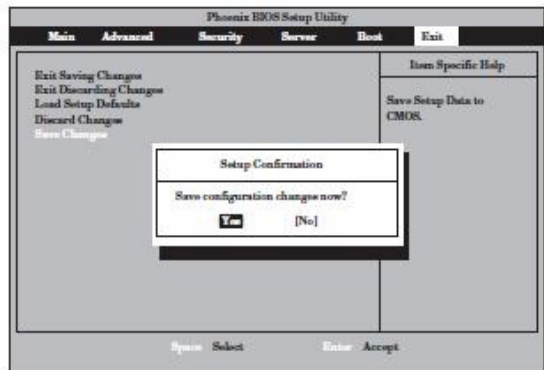 Phoenix BIOS Setup Utility
Main Advanced Security Server Boot Exit
Exit Saving Changes
Exit Discarding Changes
Load Setup Defaults
Discard Changes
Save Changes
Item Specific Help
Save Setup Data to
CMOS.
Setup Confirmation
Save configuration changes now?
Yes [No]
Space Select Enter Accept